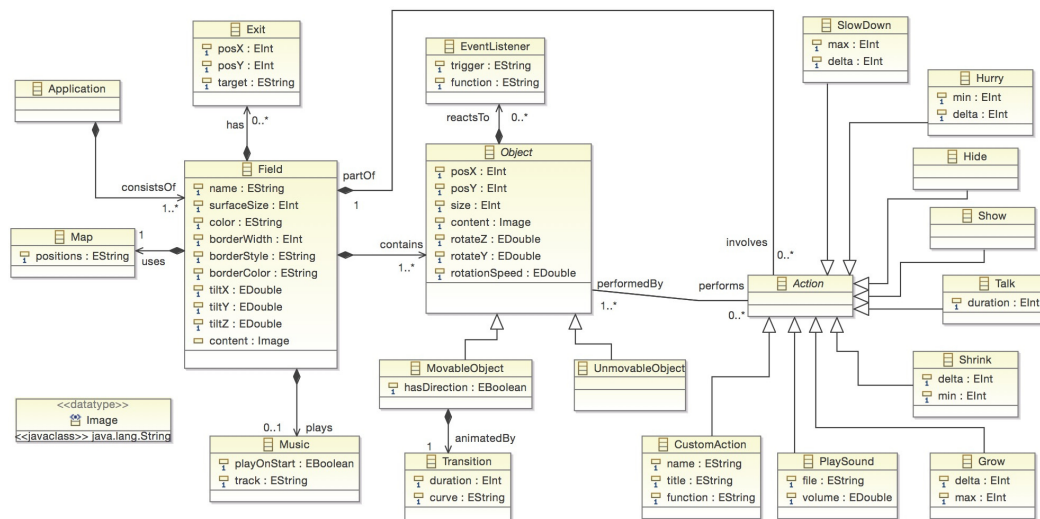 Exit
posX : EInt
posY : EInt
target : EString
has
0..*
EventListener
trigger : EString
function : EString
reactsTo
0..*
SlowDown
max : EInt
delta : EInt
Hurry
min : EInt
delta : EInt
Application
consistsOf
1..*
Field
name : EString
surfaceSize : EInt
color : EString
borderWidth : EInt
borderStyle : EString
borderColor : EString
tiltX : EDouble
tiltY : EDouble
tiltZ : EDouble
content : Image
partOf
1
contains
1..*
Object
posX : EInt
posY : EInt
size : EInt
content : Image
rotateZ : EDouble
rotateY : EDouble
rotationSpeed : EDouble
Hide
Show
Map
positions : EString
1
uses
involves
0..*
Action
performs
0..*
performedBy
1..*
Talk
duration : EInt
MovableObject
hasDirection : EBoolean
UnmovableObject
Shrink
delta : EInt
min : EInt
<<datatype>>
Image
<<javaclass>> java.lang.String
0..1
plays
Music
playOnStart : EBoolean
track : EString
1
animatedBy
Transition
duration : EInt
curve : EString
CustomAction
name : EString
title : EString
function : EString
PlaySound
file : EString
volume : EDouble
Grow
delta : EInt
max : EInt